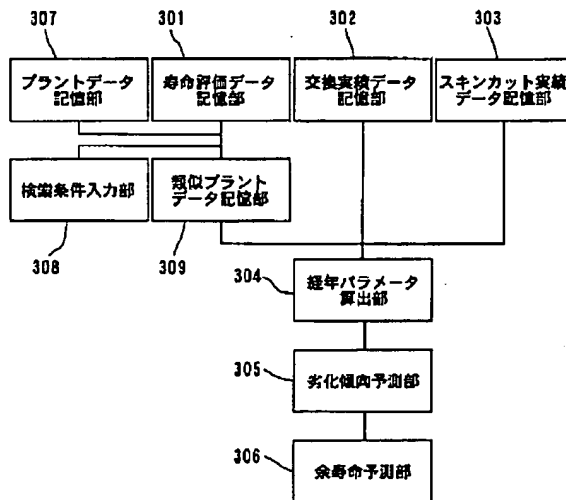 307
301
302
303
プラントデータ
記憶部
寿命評価データ
記憶部
交換実績データ
記憶部
スキンカット実績
データ記憶部
検索条件入力部
類似プラント
データ記憶部
308
309
304
経年パラメータ
算出部
305
劣化傾向予測部
306
余寿命予測部